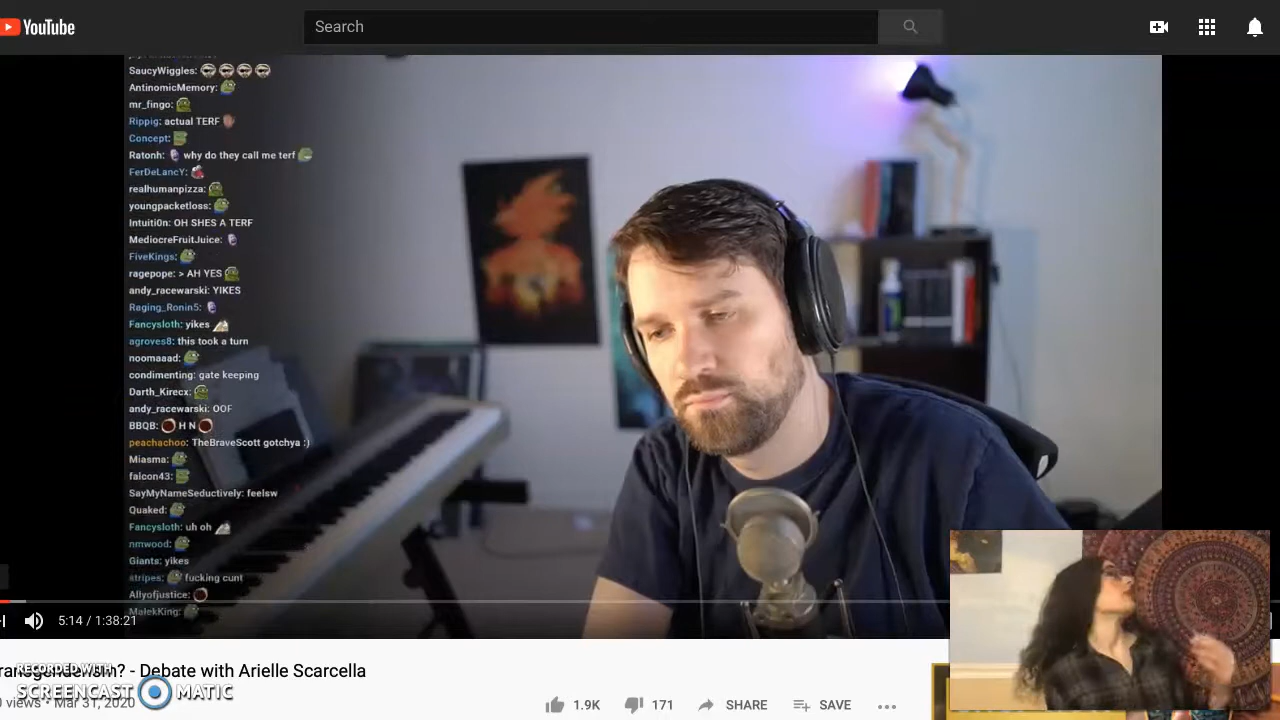 YouTube
Search
SaucyWiggles:
AntinomicMemory:
mr_fingo:
Rippig: actual TERF
Concept:
Ratonh: why do they call me terf
FerDeLancY:
realhumanpizza:
youngpacketloss:
Intuiti0n: OH SHES A TERF
MediocreFruitJuice:
FiveKings:
ragepope: > AH YES
andy_racewarski: YIKES
Raging_Ronin5:
Fancysloth: yikes
agroves8: this took a turn
noomaaad:
condimenting: gate keeping
Darth_Kirecx:
andy_racewarski: OOF
BBQB: H N
peachachoo: TheBraveScott gotchya :)
Miasma:
falcon43:
SayMyNameSeductively: feelsw
Quaked:
Fancysloth: uh oh
nmwood:
Giants: yikes
stripes: fucking cunt
Allyofjustice:
MalekKing:
5:14 / 1:38:21
ransgenderism? - Debate with Arielle Scarcella
RECORDED WITH
SCREENCAST MATIC
views • Mar 31, 2020
1.9K
171
SHARE
SAVE